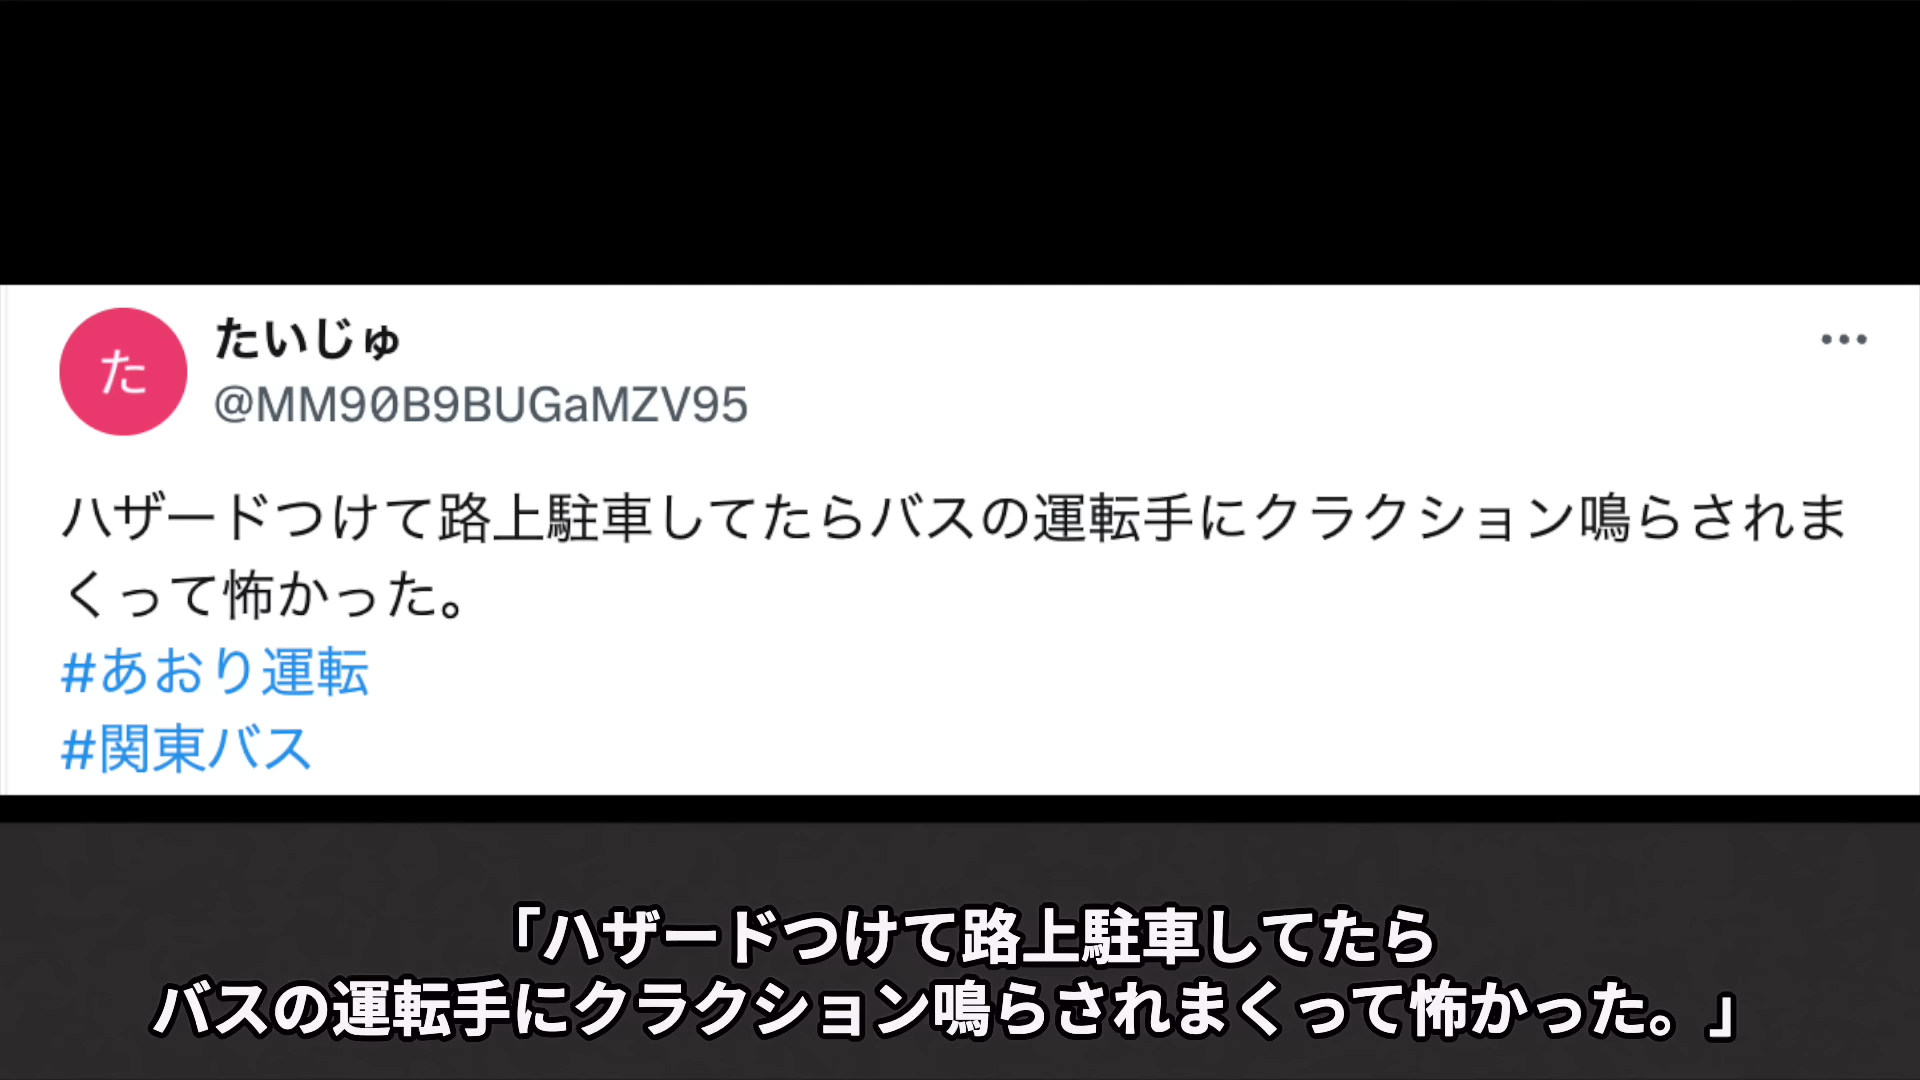 た
たいじゅ
@MM90B9BUGaMZV95
ハザードつけて路上駐車してたらバスの運転手にクラクション鳴らされま
くって怖かった。
#あおり運転
#関東バス
「ハザードつけて路上駐車してたら
バスの運転手にクラクション鳴らされまくって怖かった。」